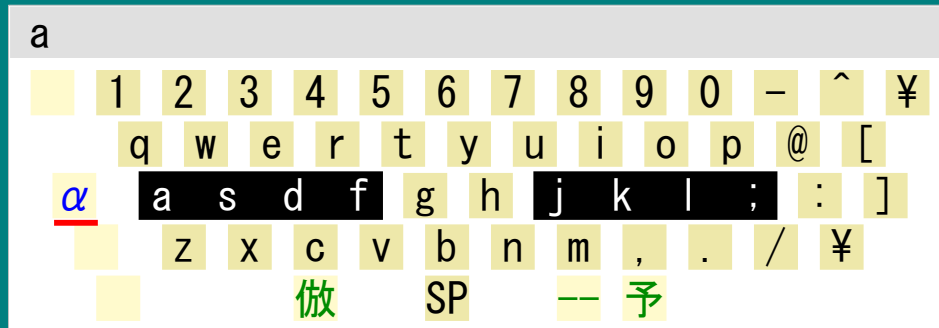 a
1 2 3 4 5 6 7 8 9 0 - ^ ¥
q w e r t y u i o p @ [
α a s d f g h j k l ; : ]
z x c v b n m , . / ¥
倣 SP -- 予